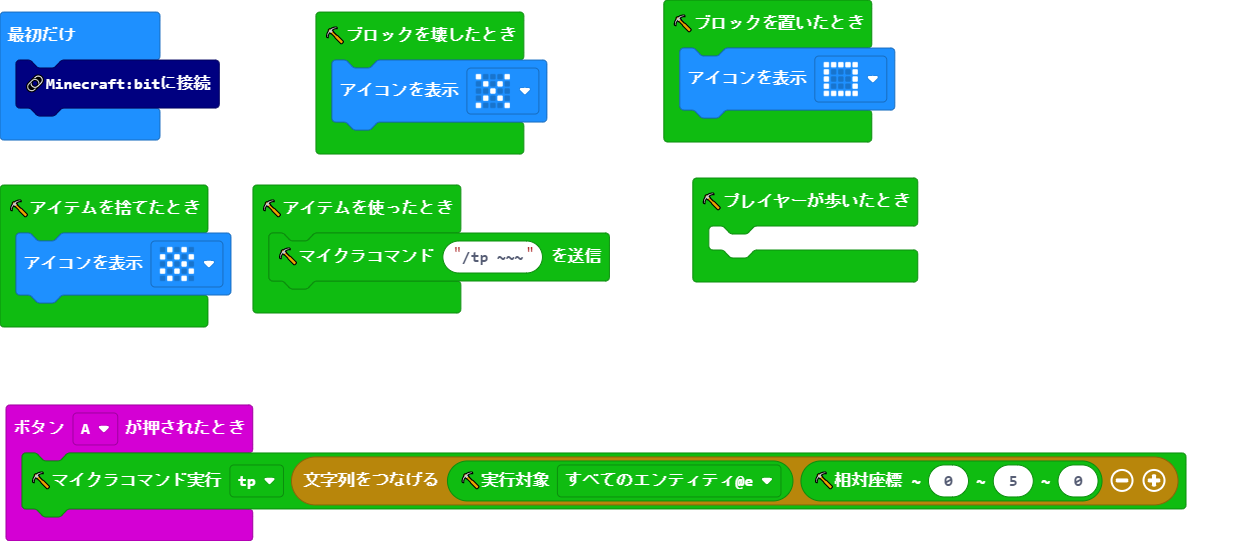 最初だけ
Minecraft:bitに接続
ブロックを壊したとき
アイコンを表示
ブロックを置いたとき
アイコンを表示
アイテムを捨てたとき
アイコンを表示
アイテムを使ったとき
マイクラコマンド "/tp ~~~" を送信
プレイヤーが歩いたとき
ボタン A が押されたとき
マイクラコマンド実行 tp 文字列をつなげる 実行対象 すべてのエンティティ@e 相対座標 ~ 0 ~ 5 ~ 0